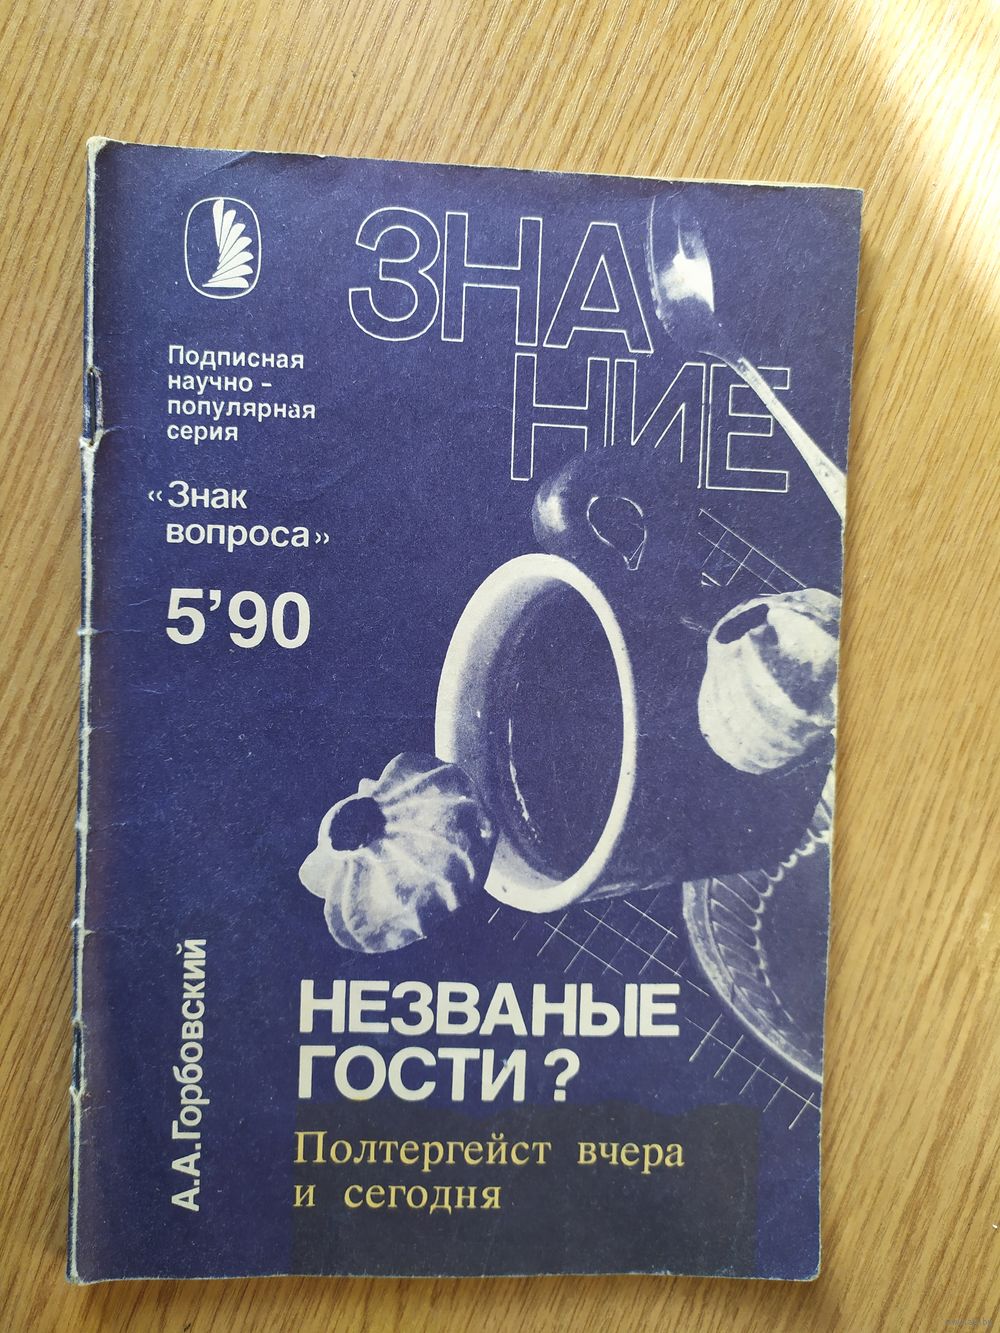 ЗНА
НИЕ
Подписная
научно -
популярная
серия
«Знак
вопроса»
5’90
А.А.Горбовский
НЕЗВАНЫЕ
ГОСТИ?
Полтергейст вчера
и сегодня